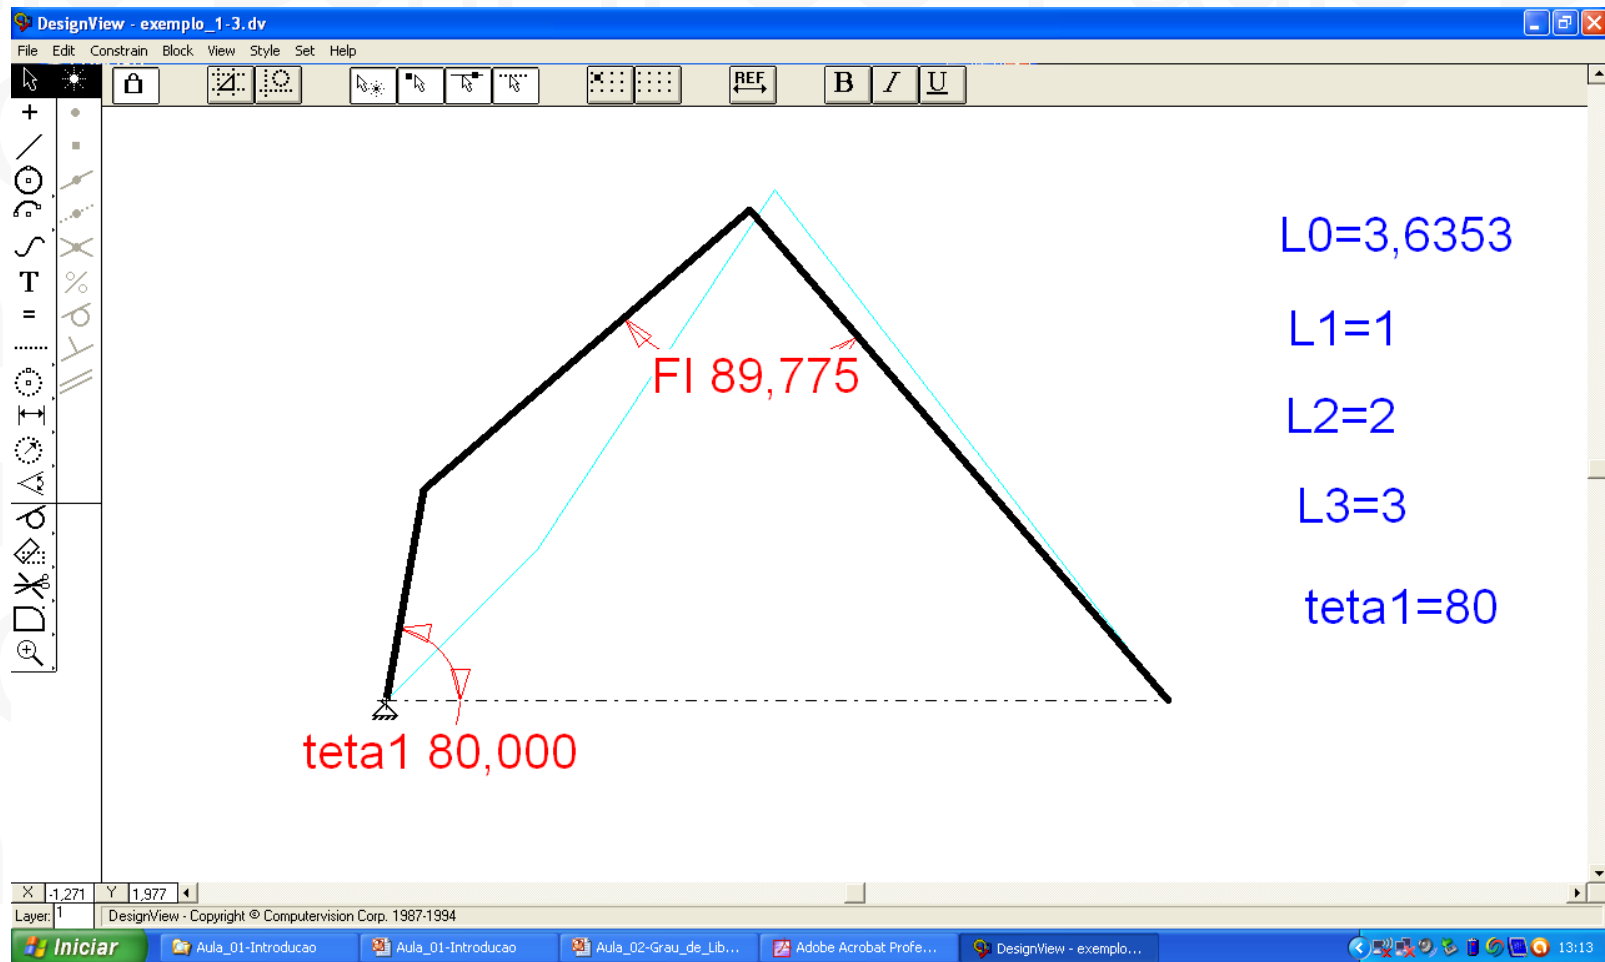 DesignView - exemplo_1-3.dv
File Edit Constrain Block View Style Set Help
REF B I U
T
L0=3,6353
L1=1
FI 89,775
L2=2
L3=3
teta1=80
teta1 80,000
X -1,271 Y 1,977
Layer: 1 DesignView - Copyright © Computervision Corp. 1987-1994
Iniciar Aula_01-Introducao Aula_01-Introducao Aula_02-Grau_de_Lib... Adobe Acrobat Profe... DesignView - exemplo... 13:13